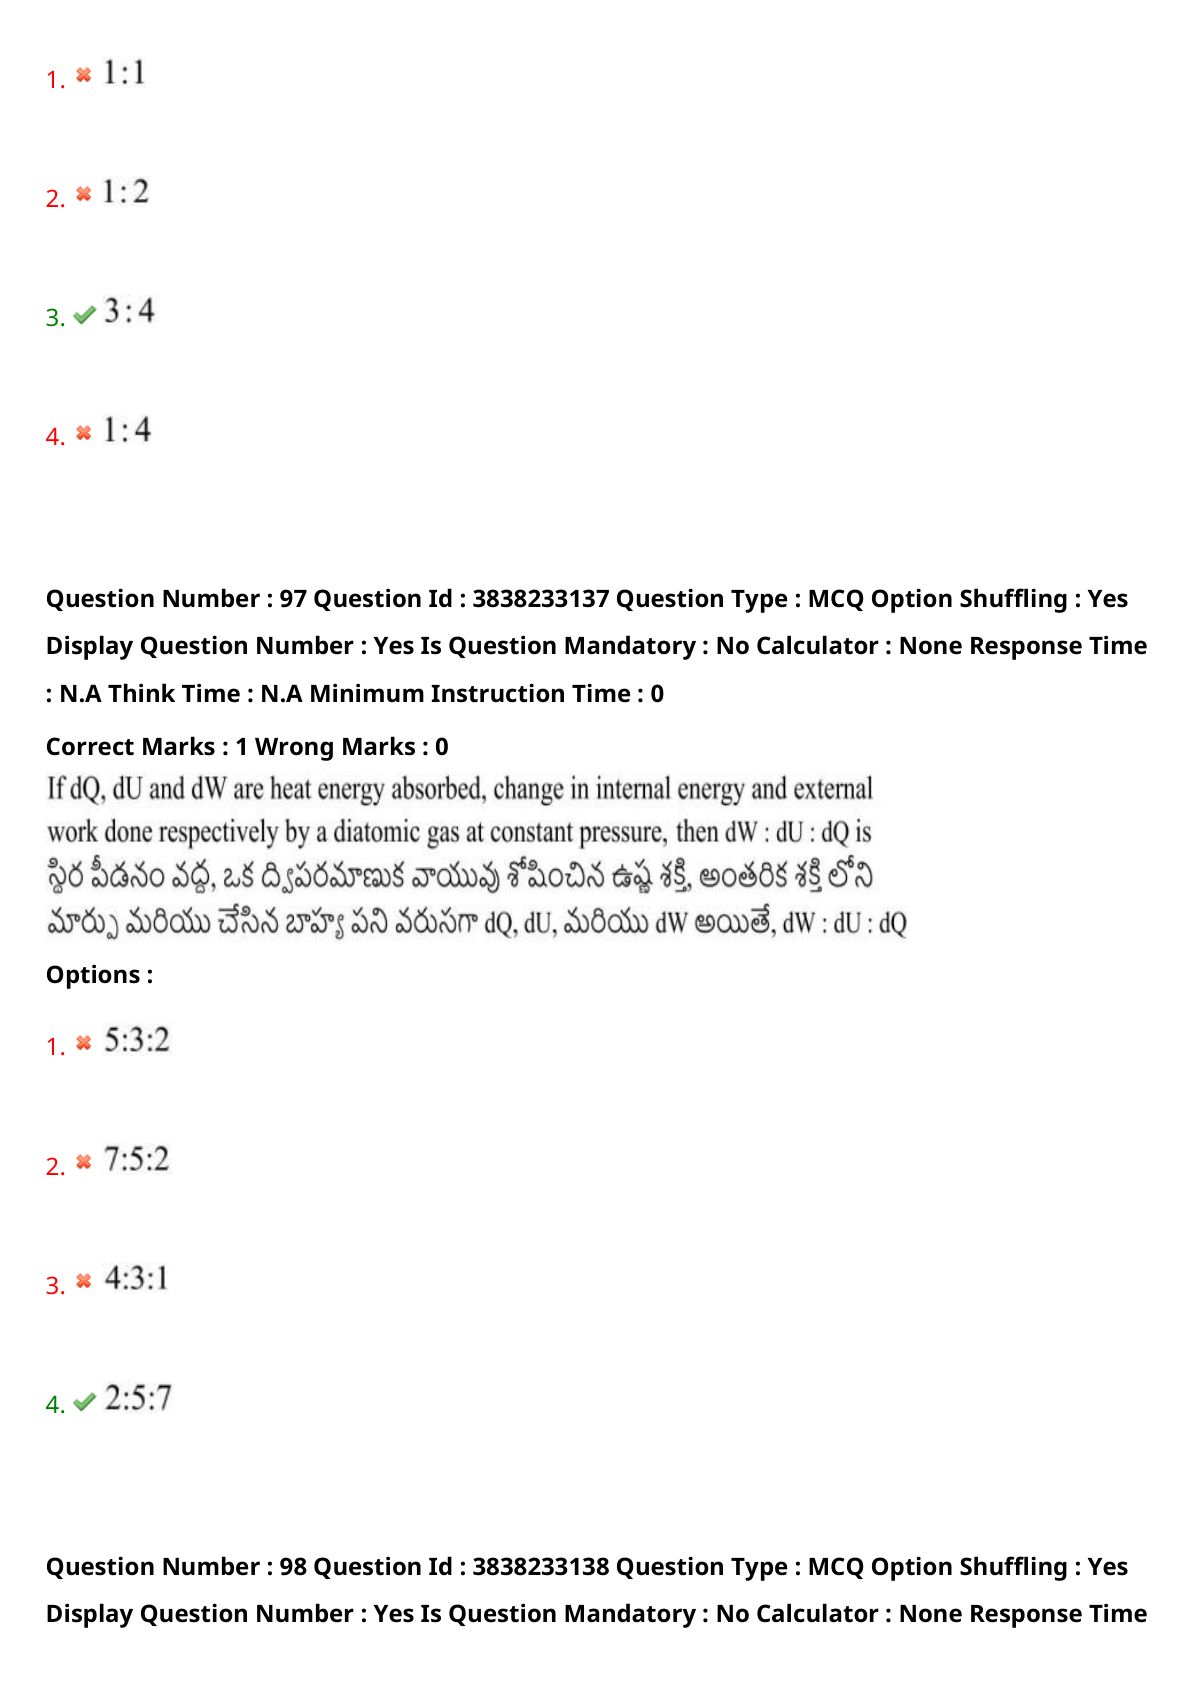 1. 1:1
2. 1:2
3. 3:4
4. 1:4
Question Number : 97 Question Id : 3838233137 Question Type : MCQ Option Shuffling : Yes
Display Question Number : Yes Is Question Mandatory : No Calculator : None Response Time
: N.A Think Time : N.A Minimum Instruction Time : 0
Correct Marks : 1 Wrong Marks : 0
If dQ, dU and dW are heat energy absorbed, change in internal energy and external
work done respectively by a diatomic gas at constant pressure, then dW : dU : dQ is
స్థిర పీడనం వద్ద, ఒక ద్విపరమాణుక వాయువు శోషించిన ఉష్ణ శక్తి, అంతరిక శక్తి లోని
మార్పు మరియు చేసిన బాహ్య పని వరుసగా dQ, dU, మరియు dW అయితే, dW : dU : dQ
Options :
1. 5:3:2
2. 7:5:2
3. 4:3:1
4. 2:5:7
Question Number : 98 Question Id : 3838233138 Question Type : MCQ Option Shuffling : Yes
Display Question Number : Yes Is Question Mandatory : No Calculator : None Response Time